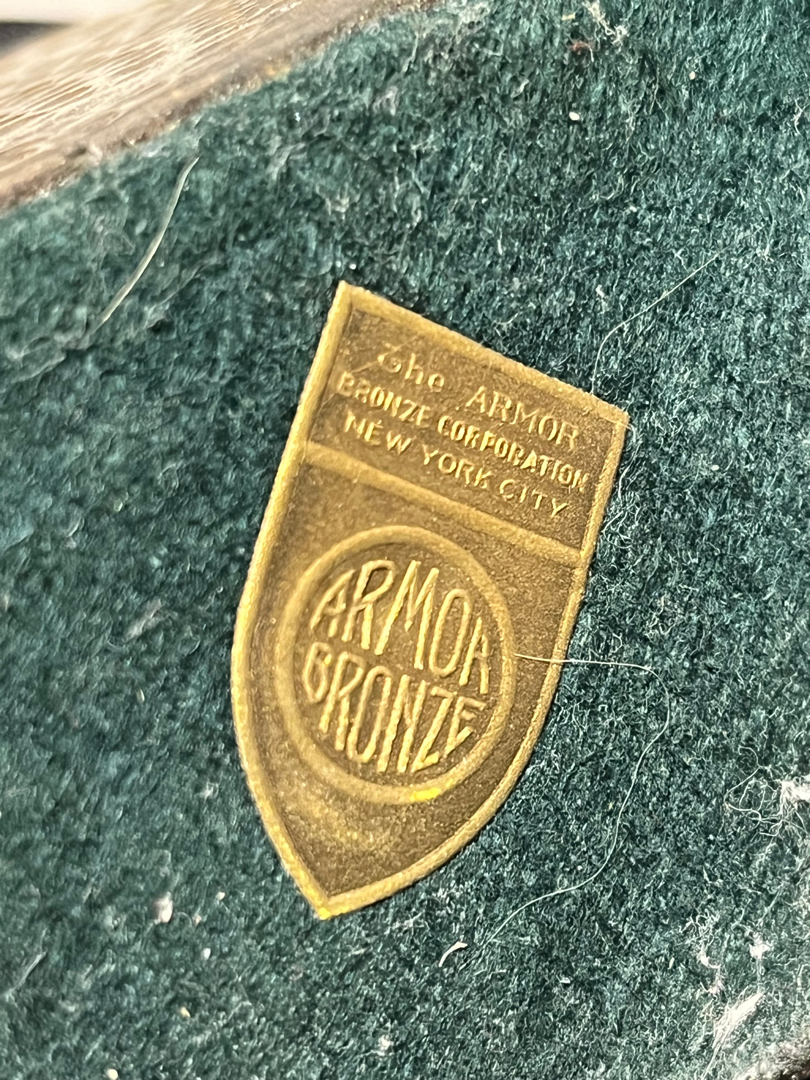 The ARMOR
BRONZE CORPORATION
NEW YORK CITY
ARMOR
BRONZE